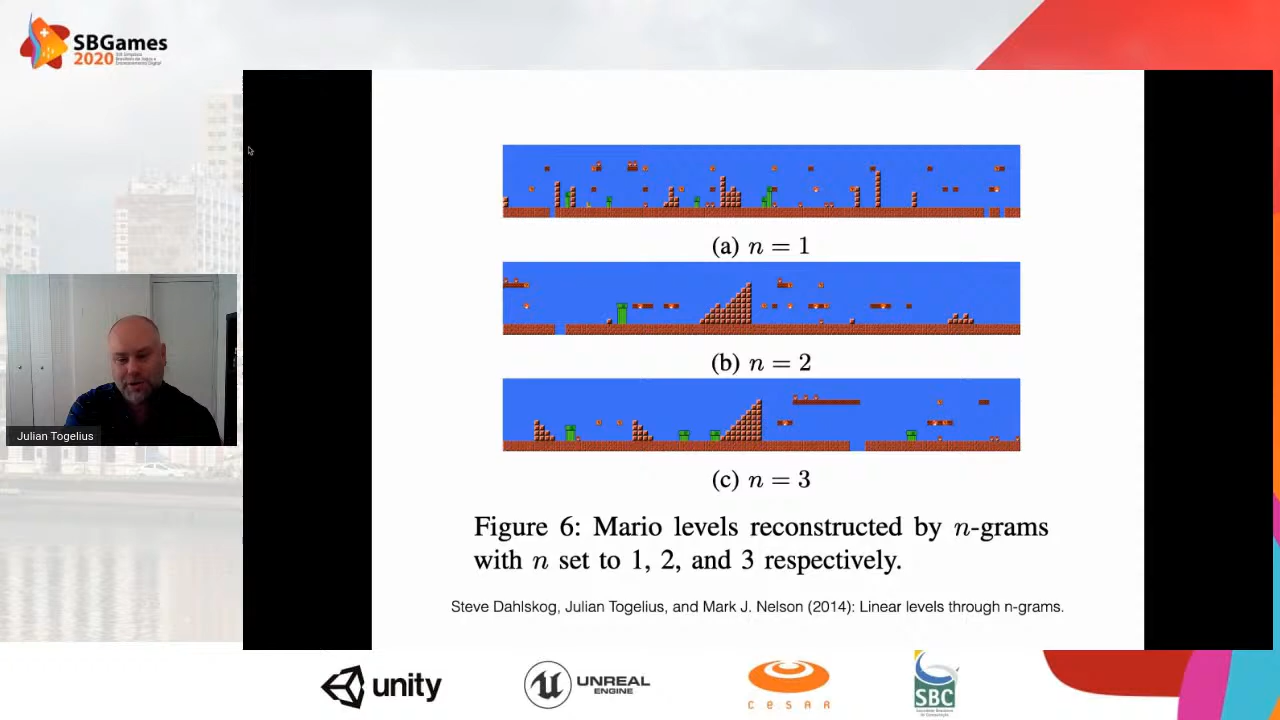 SBGames
2020
(a) n = 1
(b) n = 2
(c) n = 3
Figure 6: Mario levels reconstructed by n-grams
with n set to 1, 2, and 3 respectively.
Steve Dahlskog, Julian Togelius, and Mark J. Nelson (2014): Linear levels through n-grams.
Julian Togelius
unity
UNREAL
ENGINE
CESAR
SBC